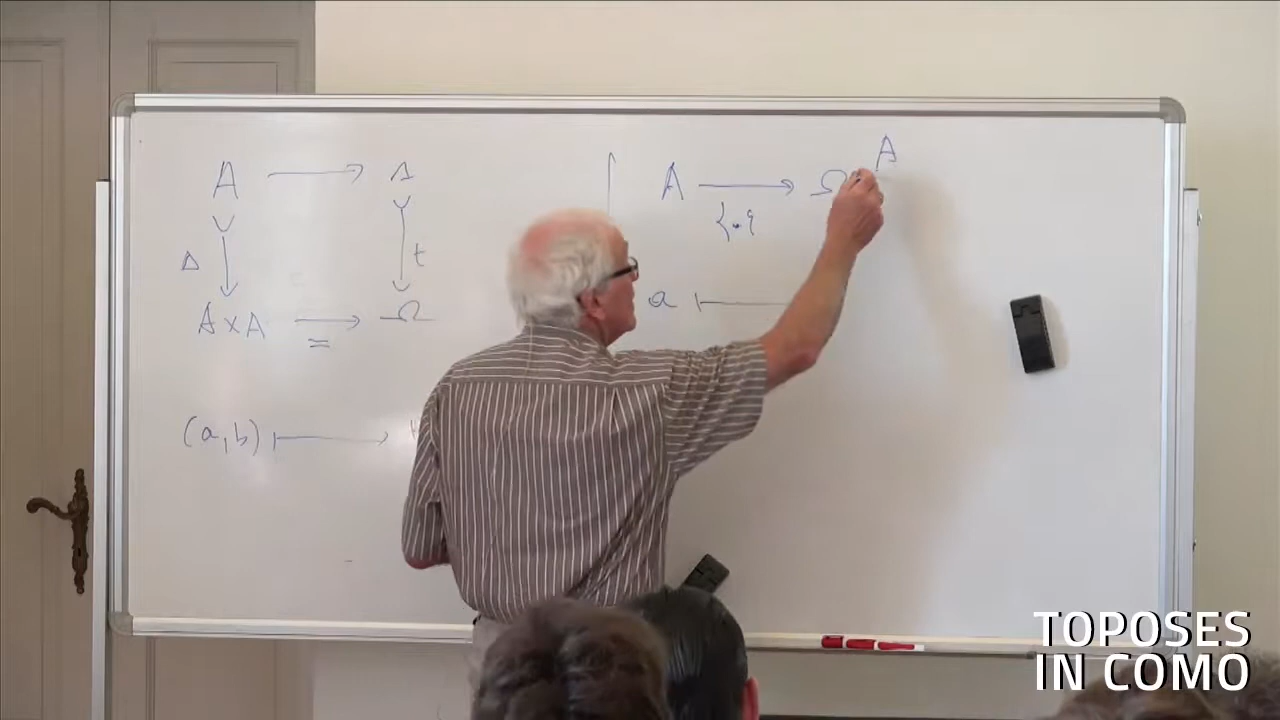 A → 1
Δ t
A × A → Ω
=
(a,b) ↦
A
A → Ω
{·}
a ↦
TOPOSES
IN COMO